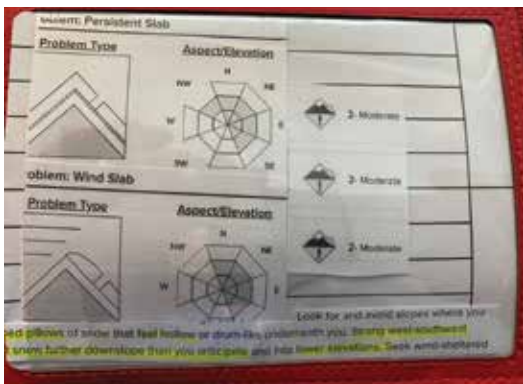 oblem: Persistent Slab
Problem Type
Aspect/Elevation
N
NW
NE
W
E
SW
SE
2- Moderate
2- Moderate
2- Moderate
oblem: Wind Slab
Problem Type
Aspect/Elevation
N
NW
NE
W
E
Look for and avoid slopes where you
pillows of snow that feel hollow or drum-like underneath you. Strong west-southwest
snow further downslope than you anticipate and into lower elevations. Seek wind-sheltered